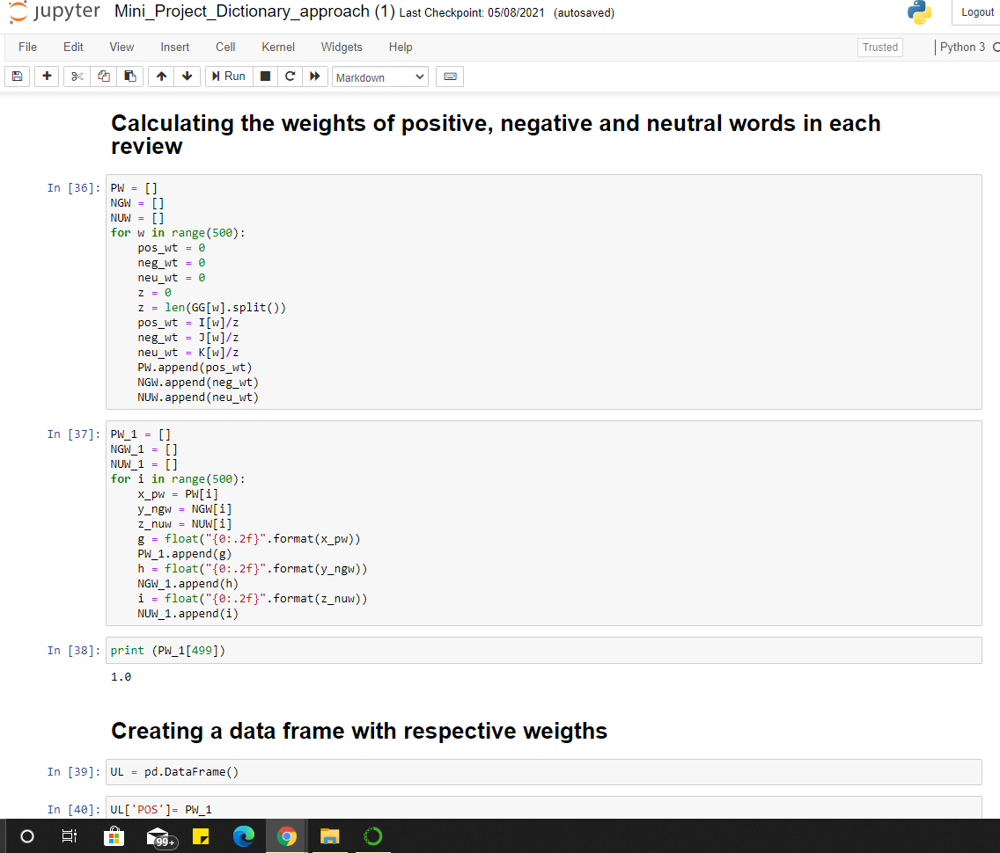 jupyter Mini_Project_Dictionary_approach (1) Last Checkpoint: 05/08/2021 (autosaved)
Logout
File Edit View Insert Cell Kernel Widgets Help
Trusted
Python 3
Run
Markdown
Calculating the weights of positive, negative and neutral words in each
review
In [36]: PW = []
NGW = []
NUW = []
for w in range(500):
    pos_wt = 0
    neg_wt = 0
    neu_wt = 0
    z = 0
    z = len(GG[w].split())
    pos_wt = I[w]/z
    neg_wt = J[w]/z
    neu_wt = K[w]/z
    PW.append(pos_wt)
    NGW.append(neg_wt)
    NUW.append(neu_wt)
In [37]: PW_1 = []
NGW_1 = []
NUW_1 = []
for i in range(500):
    x_pw = PW[i]
    y_ngw = NGW[i]
    z_nuw = NUW[i]
    g = float("{0:.2f}".format(x_pw))
    PW_1.append(g)
    h = float("{0:.2f}".format(y_ngw))
    NGW_1.append(h)
    i = float("{0:.2f}".format(z_nuw))
    NUW_1.append(i)
In [38]: print (PW_1[499])
1.0
Creating a data frame with respective weigths
In [39]: UL = pd.DataFrame()
In [40]: UL['POS']= PW_1
99+